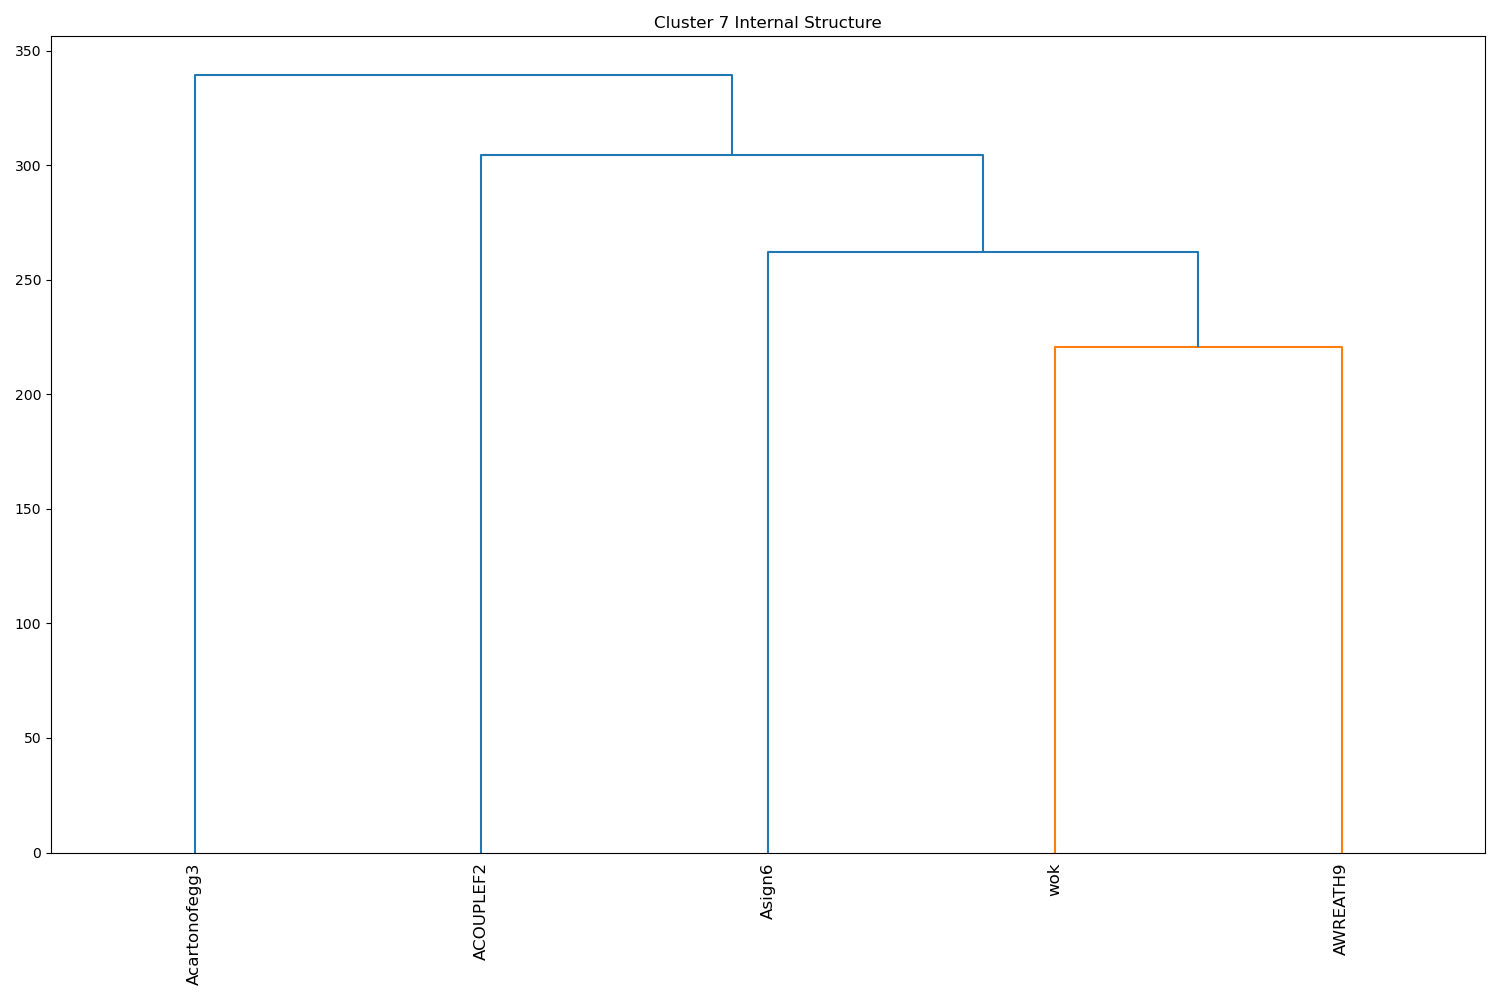 Cluster 7 Internal Structure
350
300
250
200
150
100
50
0
Acartonofegg3
ACOUPLEF2
Asign6
wok
AWREATH9